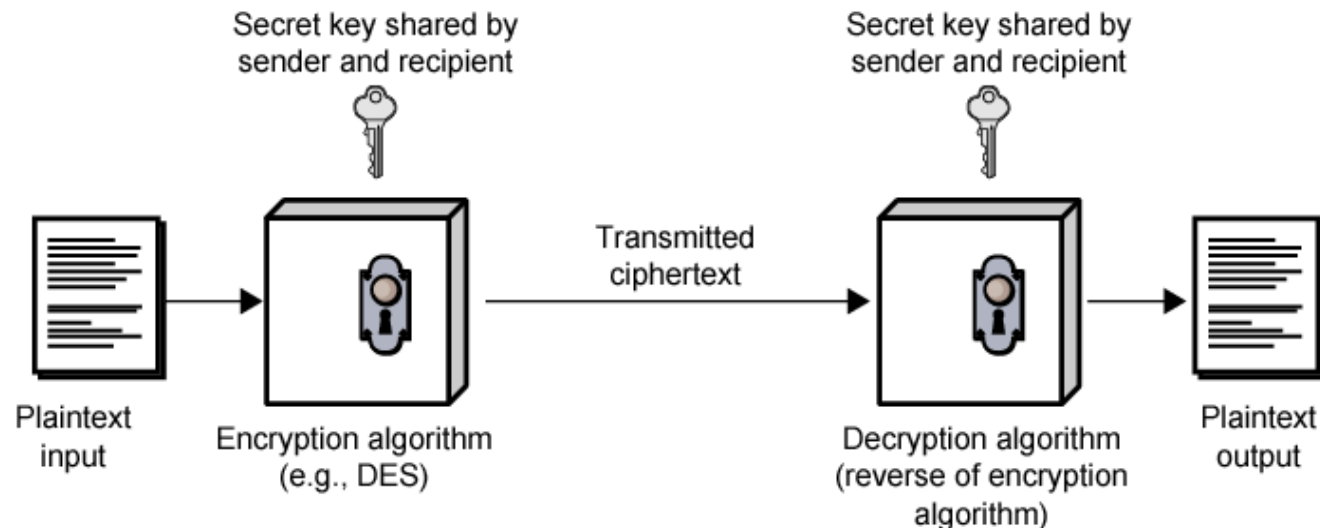 Secret key shared by
sender and recipient
Secret key shared by
sender and recipient
Transmitted
ciphertext
Plaintext
input
Encryption algorithm
(e.g., DES)
Decryption algorithm
(reverse of encryption
algorithm)
Plaintext
output